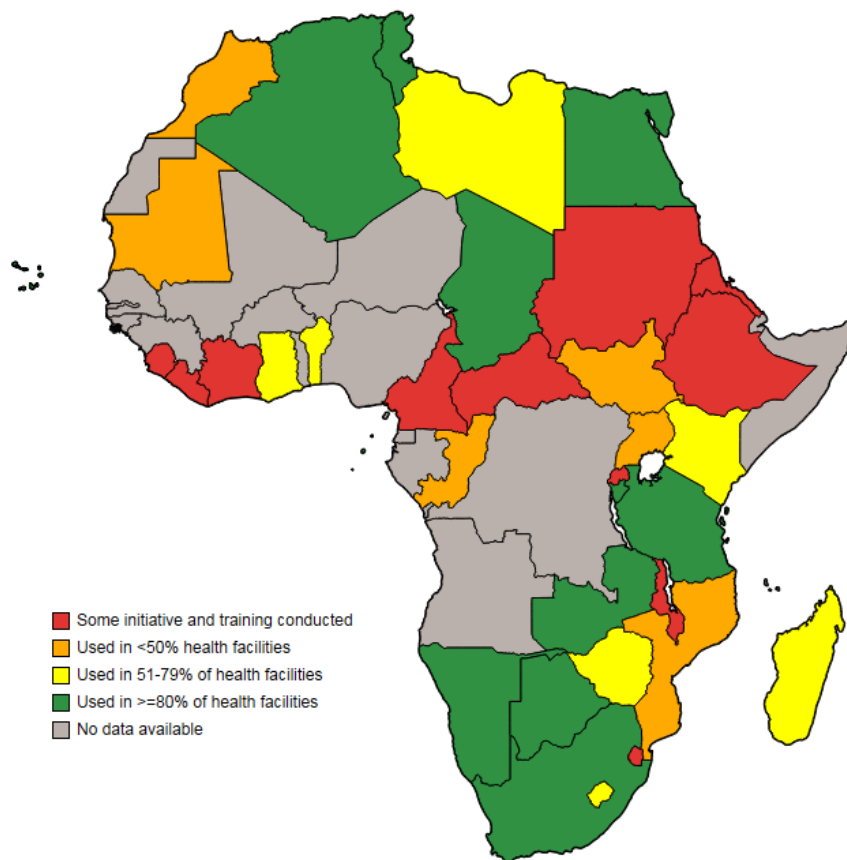 Some initiative and training conducted
Used in <50% health facilities
Used in 51-79% of health facilities
Used in >=80% of health facilities
No data available